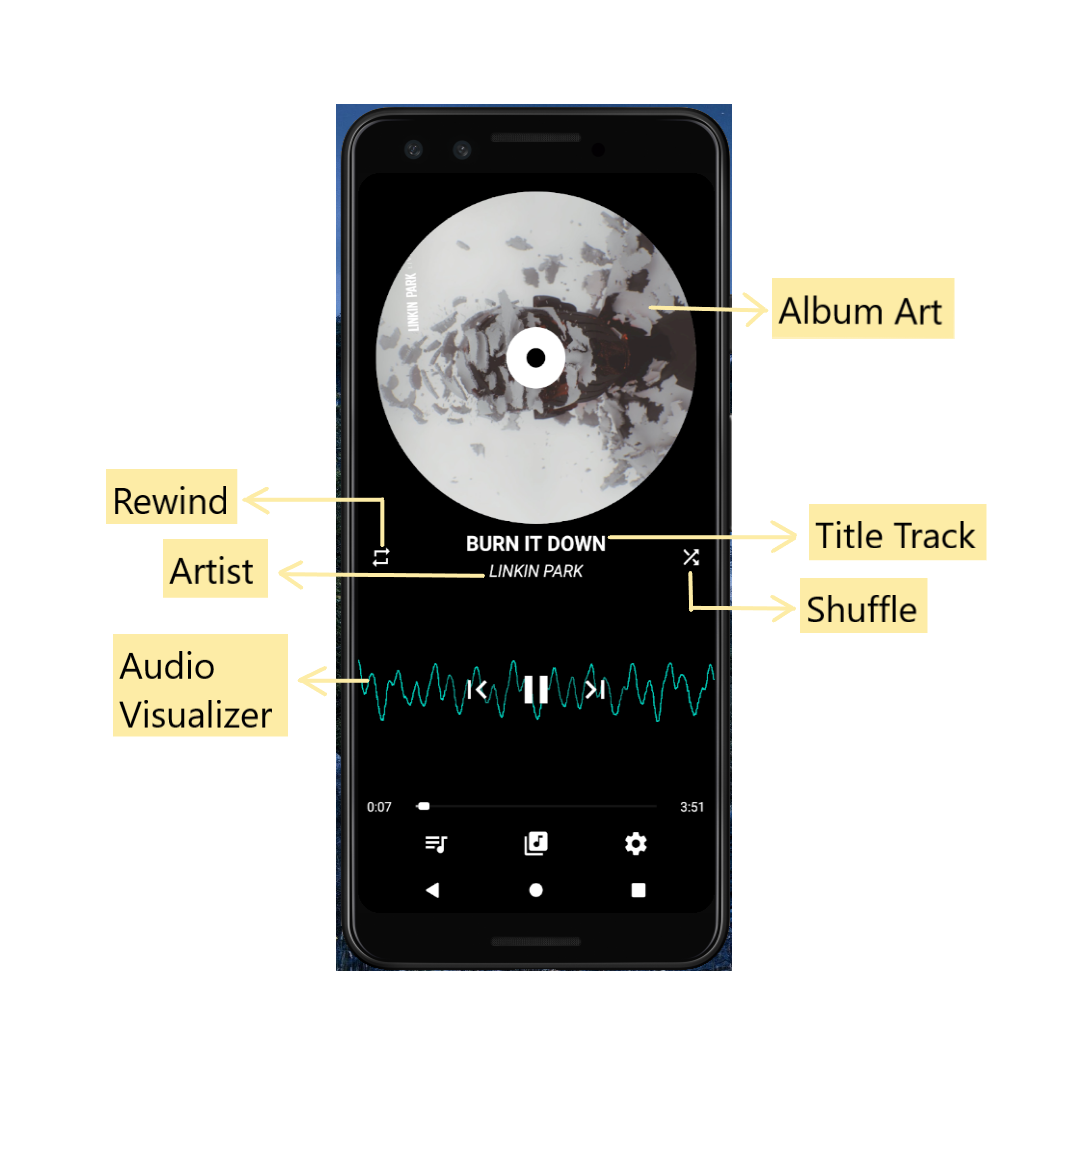 LINKIN PARK
Album Art
Rewind
BURN IT DOWN
Title Track
Artist
LINKIN PARK
Shuffle
Audio
Visualizer
0:07
3:51